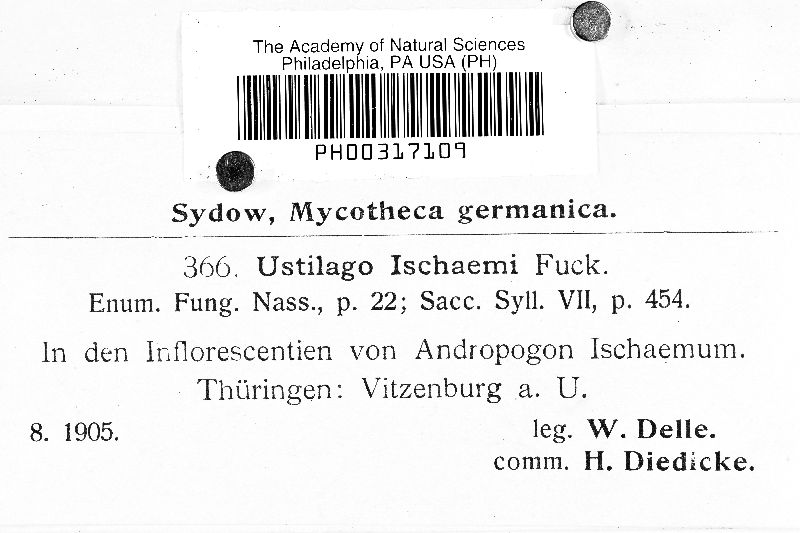 The Academy of Natural Sciences
Philadelphia, PA USA (PH)
PH00317109
Sydow, Mycotheca germanica.
366. Ustilago Ischaemi Fuck.
Enum. Fung. Nass., p. 22; Sacc. Syll. VII, p. 454.
In den Inflorescentien von Andropogon Ischaemum.
Thüringen: Vitzenburg a. U.
8. 1905.
leg. W. Delle.
comm. H. Diedicke.